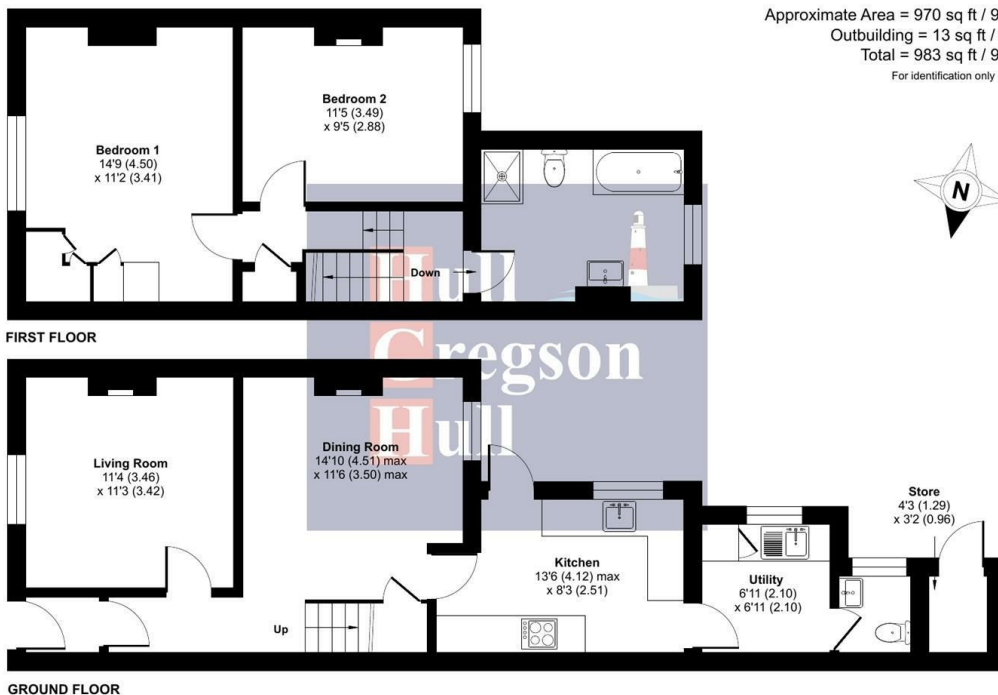 Approximate Area = 970 sq ft / 9
Outbuilding = 13 sq ft /
Total = 983 sq ft / 9
For identification only
Bedroom 1
14'9 (4.50)
x 11'2 (3.41)
Bedroom 2
11'5 (3.49)
x 9'5 (2.88)
N
Down
FIRST FLOOR
Hull
Gregson
Hull
Living Room
11'4 (3.46)
x 11'3 (3.42)
Dining Room
14'10 (4.51) max
x 11'6 (3.50) max
Up
Kitchen
13'6 (4.12) max
x 8'3 (2.51)
Utility
6'11 (2.10)
x 6'11 (2.10)
Store
4'3 (1.29)
x 3'2 (0.96)
GROUND FLOOR